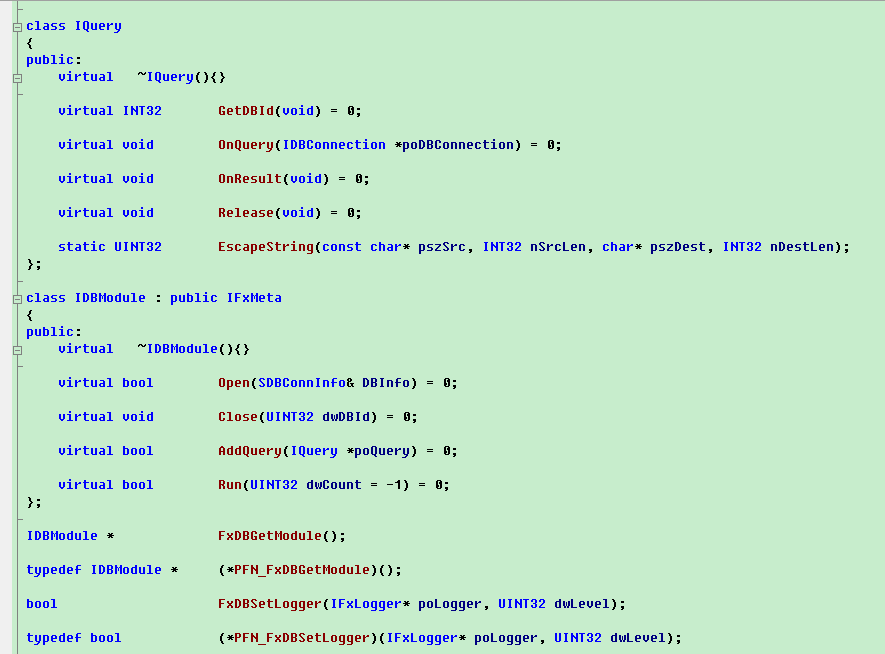 class IQuery
{
public:
    virtual   ~IQuery(){}
    virtual INT32       GetDBId(void) = 0;
    virtual void        OnQuery(IDBConnection *poDBConnection) = 0;
    virtual void        OnResult(void) = 0;
    virtual void        Release(void) = 0;
    static UINT32       EscapeString(const char* pszSrc, INT32 nSrcLen, char* pszDest, INT32 nDestLen);
};
class IDBModule : public IFxMeta
{
public:
    virtual   ~IDBModule(){}
    virtual bool        Open(SDBConnInfo& DBInfo) = 0;
    virtual void        Close(UINT32 dwDBId) = 0;
    virtual bool        AddQuery(IQuery *poQuery) = 0;
    virtual bool        Run(UINT32 dwCount = -1) = 0;
};
IDBModule *             FxDBGetModule();
typedef IDBModule *     (*PFN_FxDBGetModule)();
bool                    FxDBSetLogger(IFxLogger* poLogger, UINT32 dwLevel);
typedef bool            (*PFN_FxDBSetLogger)(IFxLogger* poLogger, UINT32 dwLevel);